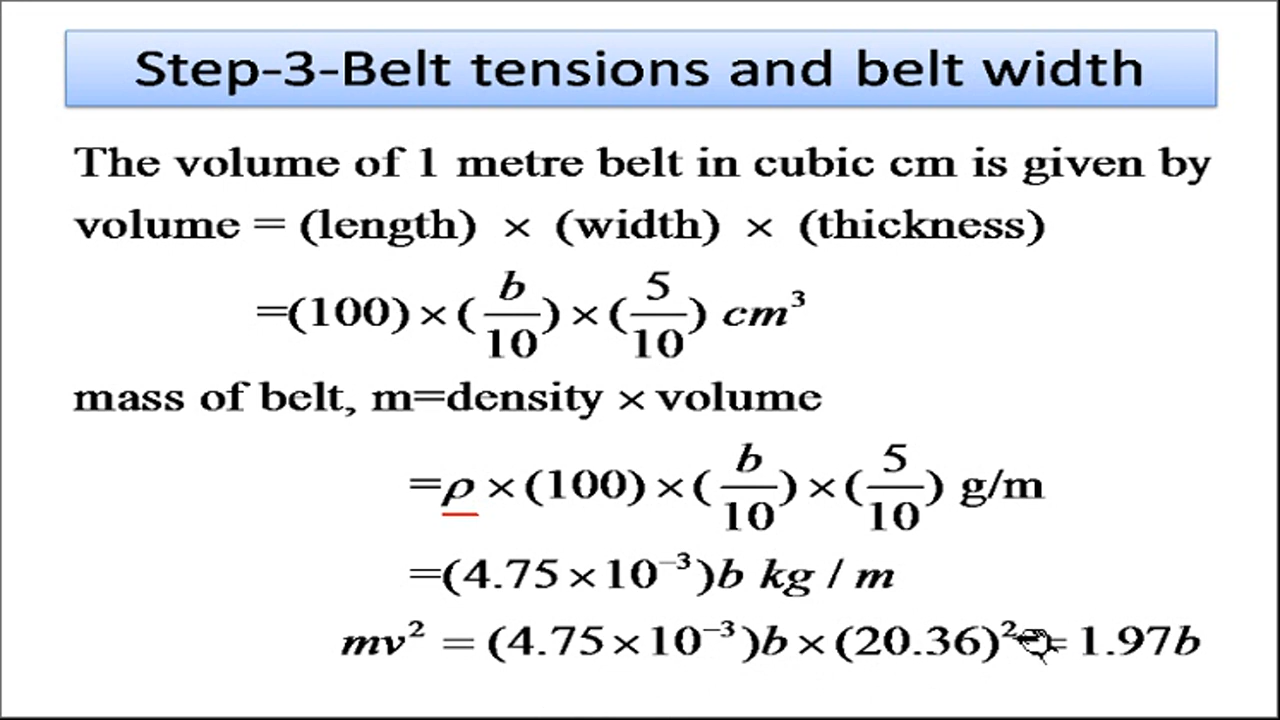 Step-3-Belt tensions and belt width
The volume of 1 metre belt in cubic cm is given by
volume = (length) × (width) × (thickness)
=(100)×(b/10)×(5/10) cm³
mass of belt, m=density × volume
=ρ×(100)×(b/10)×(5/10) g/m
=(4.75×10⁻³)b kg / m
mv² = (4.75×10⁻³)b×(20.36)² = 1.97b